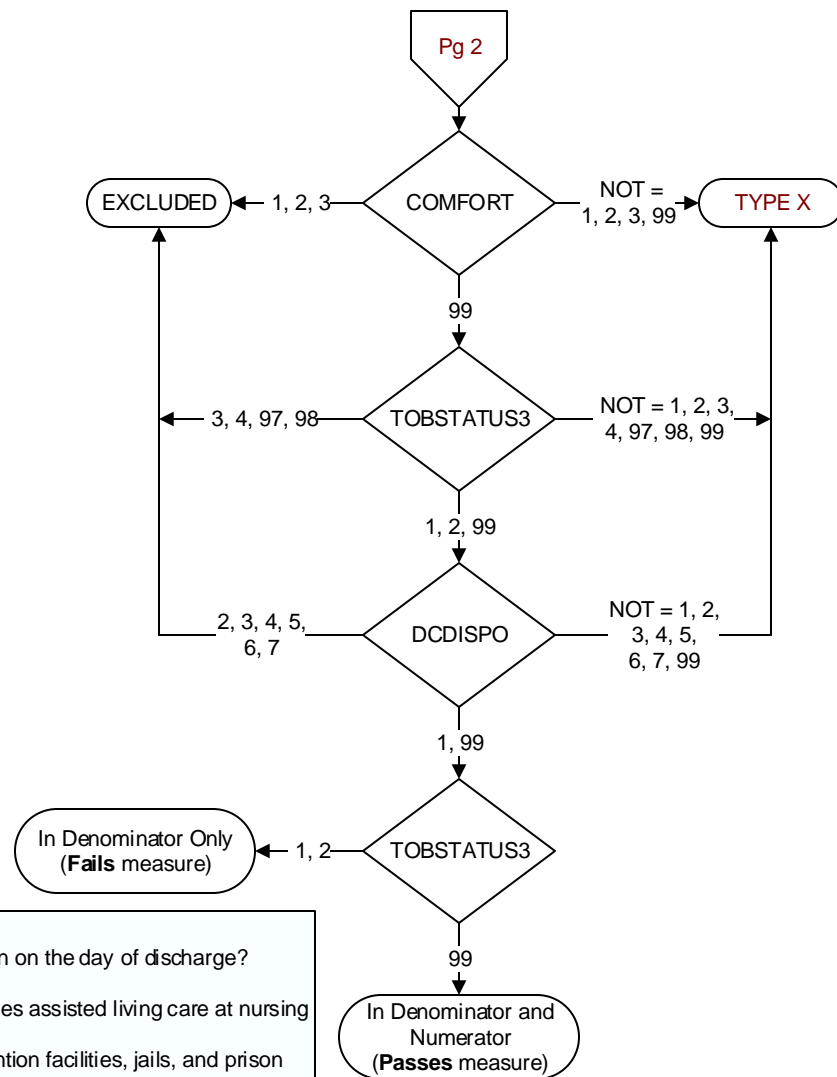 Pg 2
EXCLUDED
1, 2, 3
COMFORT
NOT =
1, 2, 3, 99
TYPE X
99
3, 4, 97, 98
TOBSTATUS3
NOT = 1, 2, 3,
4, 97, 98, 99
1, 2, 99
2, 3, 4, 5,
6, 7
DCDISPO
NOT = 1, 2,
3, 4, 5,
6, 7, 99
1, 99
In Denominator Only
(Fails measure)
1, 2
TOBSTATUS3
99
In Denominator and
Numerator
(Passes measure)
n on the day of discharge?
es assisted living care at nursing
ntion facilities, jails, and prison